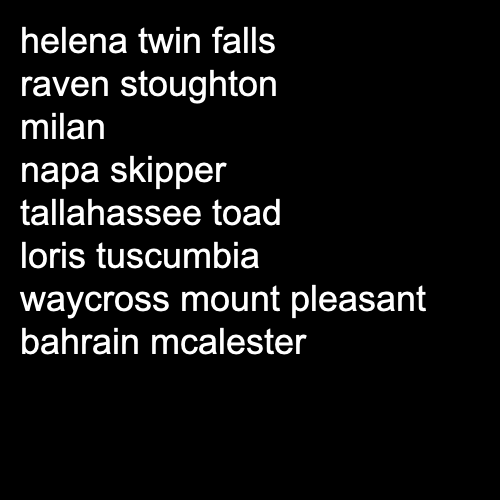 helena twin falls
raven stoughton
milan
napa skipper
tallahassee toad
loris tuscumbia
waycross mount pleasant
bahrain mcalester